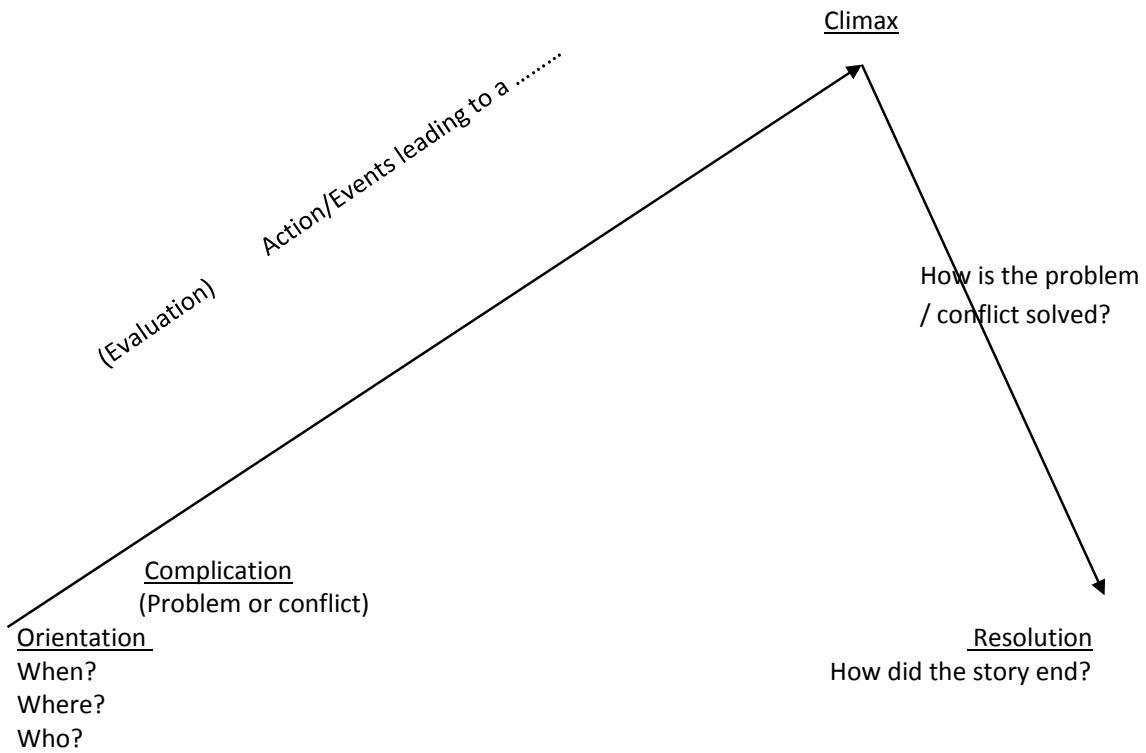 Climax
Action/Events leading to a .........
(Evaluation)
How is the problem
/ conflict solved?
Complication
(Problem or conflict)
Orientation
When?
Where?
Who?
Resolution
How did the story end?